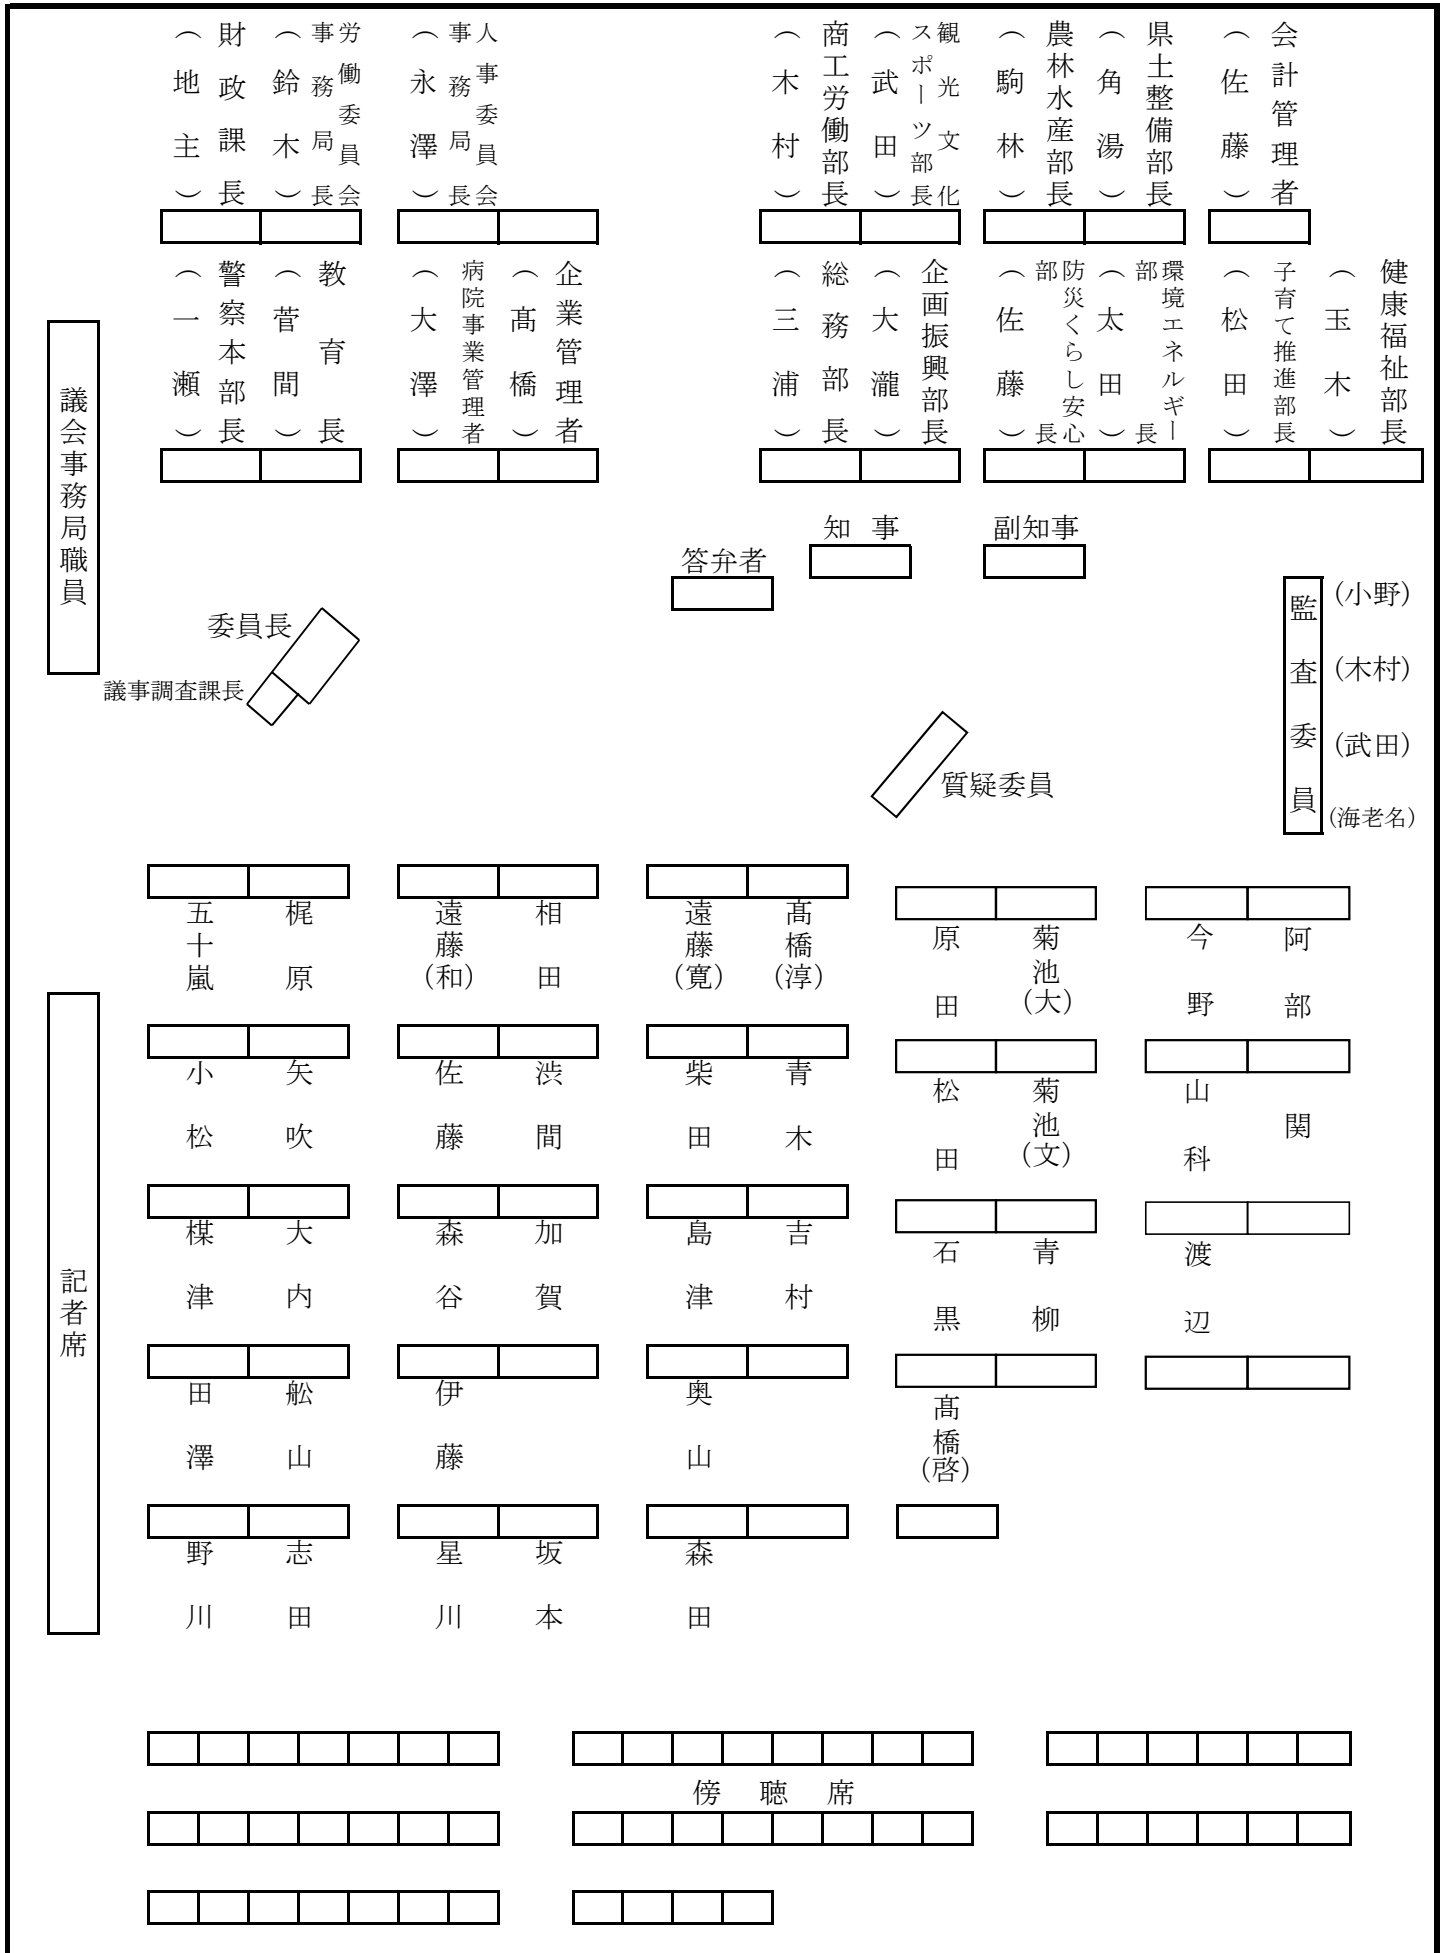 財政課長
（地主）
労働委員会
事務局長
（鈴木）
人事委員会
事務局長
（永澤）
商工労働部長
（木村）
観光文化
スポーツ部長
（武田）
農林水産部長
（駒林）
県土整備部長
（角湯）
会計管理者
（佐藤）
警察本部長
（一瀬）
教育長
（菅間）
病院事業管理者
（大澤）
企業管理者
（髙橋）
総務部長
（三浦）
企画振興部長
（大瀧）
防災くらし安心
部長
（佐藤）
環境エネルギー
部長
（太田）
子育て推進部長
（松田）
健康福祉部長
（玉木）
議会事務局職員
知事
副知事
答弁者
委員長
議事調査課長
監査委員
(小野)
(木村)
(武田)
(海老名)
質疑委員
五十嵐
梶原
遠藤(和)
相田
遠藤(寛)
髙橋(淳)
原田
菊池(大)
今野
阿部
小松
矢吹
佐藤
渋間
柴田
青木
松田
菊池(文)
山科
関
楳津
大内
森谷
加賀
島津
吉村
石黒
青柳
渡辺
田澤
舩山
伊藤
奥山
髙橋(啓)
野川
志田
星川
坂本
森田
記者席
傍聴席